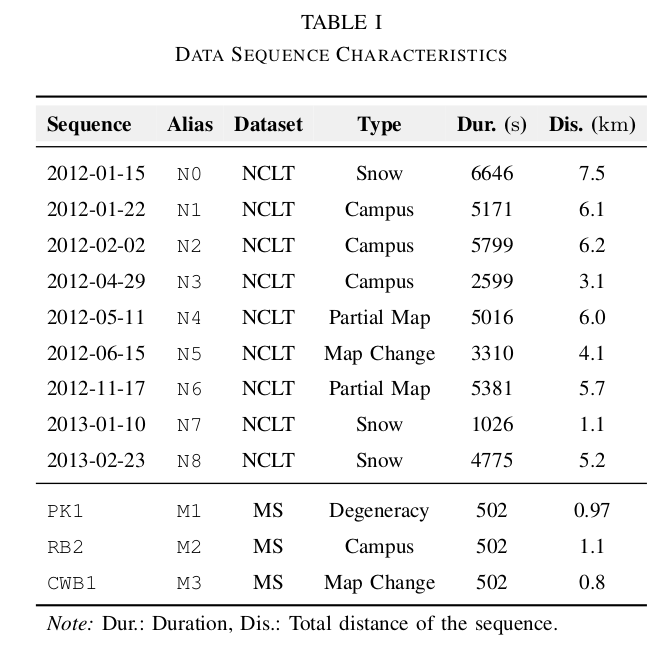 TABLE I
DATA SEQUENCE CHARACTERISTICS
Sequence Alias Dataset Type Dur. (s) Dis. (km)
2012-01-15 N0 NCLT Snow 6646 7.5
2012-01-22 N1 NCLT Campus 5171 6.1
2012-02-02 N2 NCLT Campus 5799 6.2
2012-04-29 N3 NCLT Campus 2599 3.1
2012-05-11 N4 NCLT Partial Map 5016 6.0
2012-06-15 N5 NCLT Map Change 3310 4.1
2012-11-17 N6 NCLT Partial Map 5381 5.7
2013-01-10 N7 NCLT Snow 1026 1.1
2013-02-23 N8 NCLT Snow 4775 5.2
PK1 M1 MS Degeneracy 502 0.97
RB2 M2 MS Campus 502 1.1
CWB1 M3 MS Map Change 502 0.8
Note: Dur.: Duration, Dis.: Total distance of the sequence.